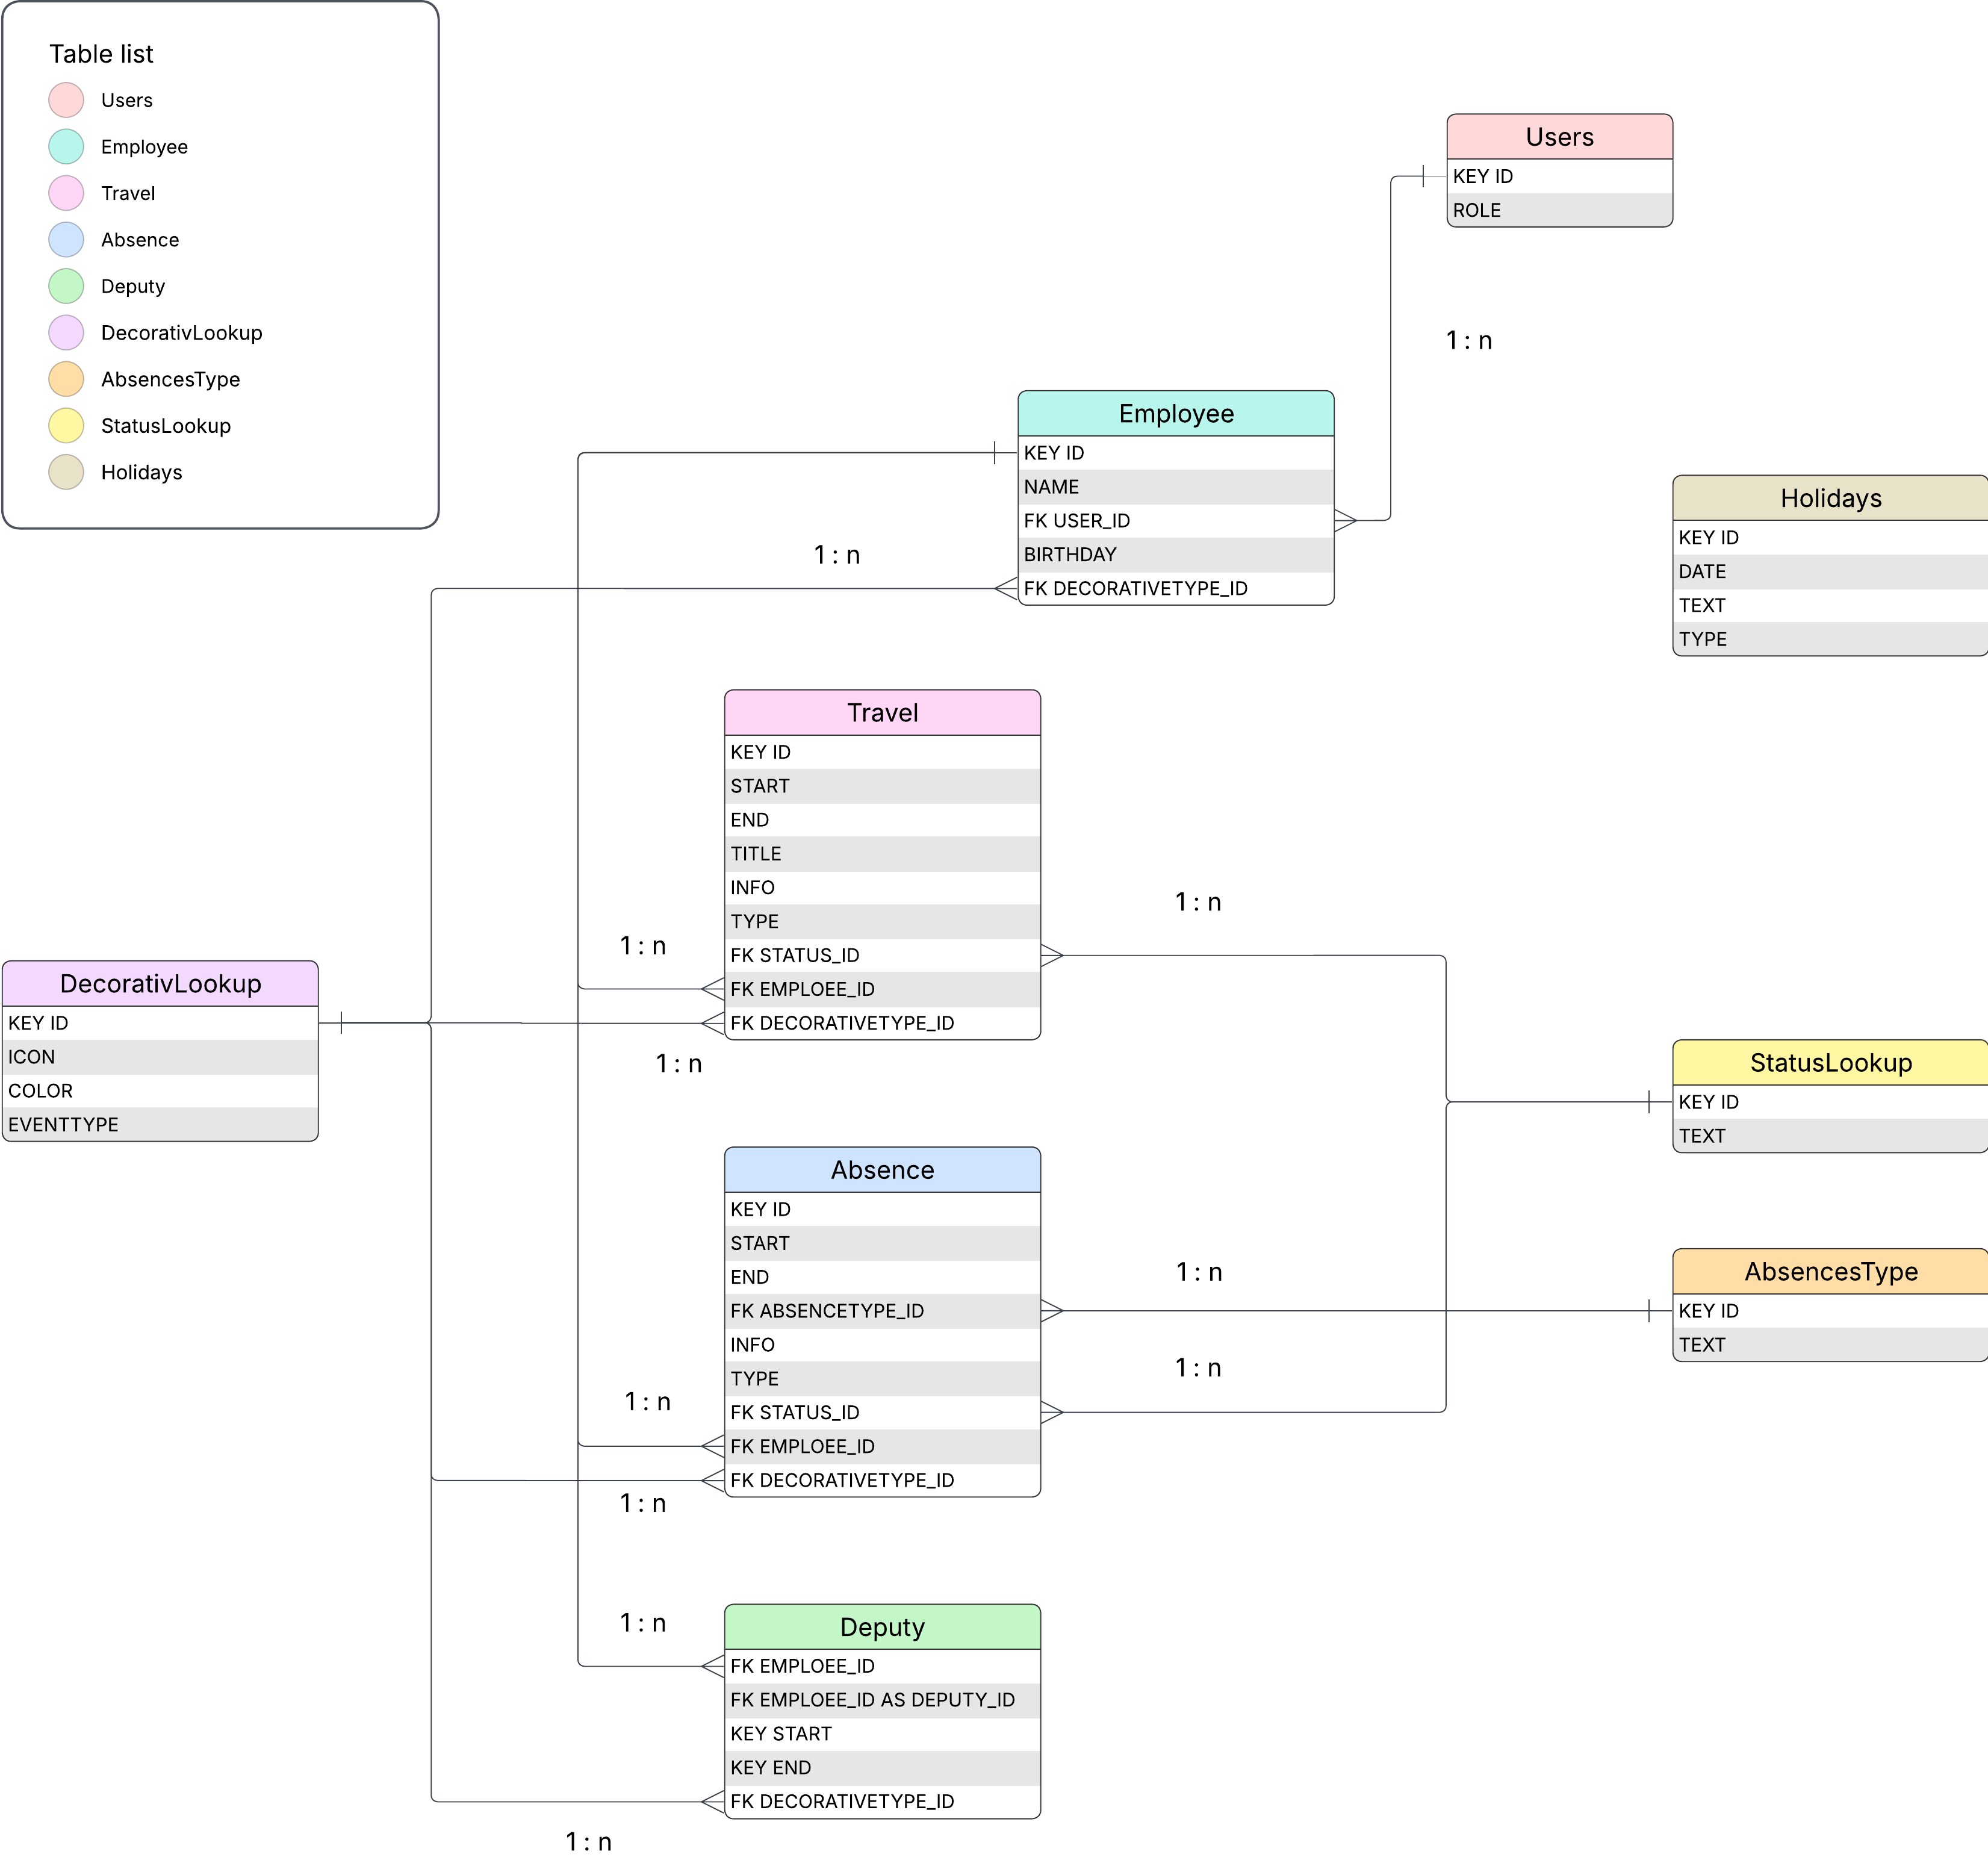 Table list
Users
Employee
Travel
Absence
Deputy
DecorativLookup
AbsencesType
StatusLookup
Holidays
Users
KEY ID
ROLE
1 : n
Employee
KEY ID
NAME
FK USER_ID
BIRTHDAY
FK DECORATIVETYPE_ID
1 : n
Holidays
KEY ID
DATE
TEXT
TYPE
Travel
KEY ID
START
END
TITLE
INFO
TYPE
FK STATUS_ID
FK EMPLOEE_ID
FK DECORATIVETYPE_ID
1 : n
1 : n
1 : n
DecorativLookup
KEY ID
ICON
COLOR
EVENTTYPE
StatusLookup
KEY ID
TEXT
Absence
KEY ID
START
END
FK ABSENCETYPE_ID
INFO
TYPE
FK STATUS_ID
FK EMPLOEE_ID
FK DECORATIVETYPE_ID
1 : n
1 : n
1 : n
1 : n
AbsencesType
KEY ID
TEXT
Deputy
FK EMPLOEE_ID
FK EMPLOEE_ID AS DEPUTY_ID
KEY START
KEY END
FK DECORATIVETYPE_ID
1 : n
1 : n